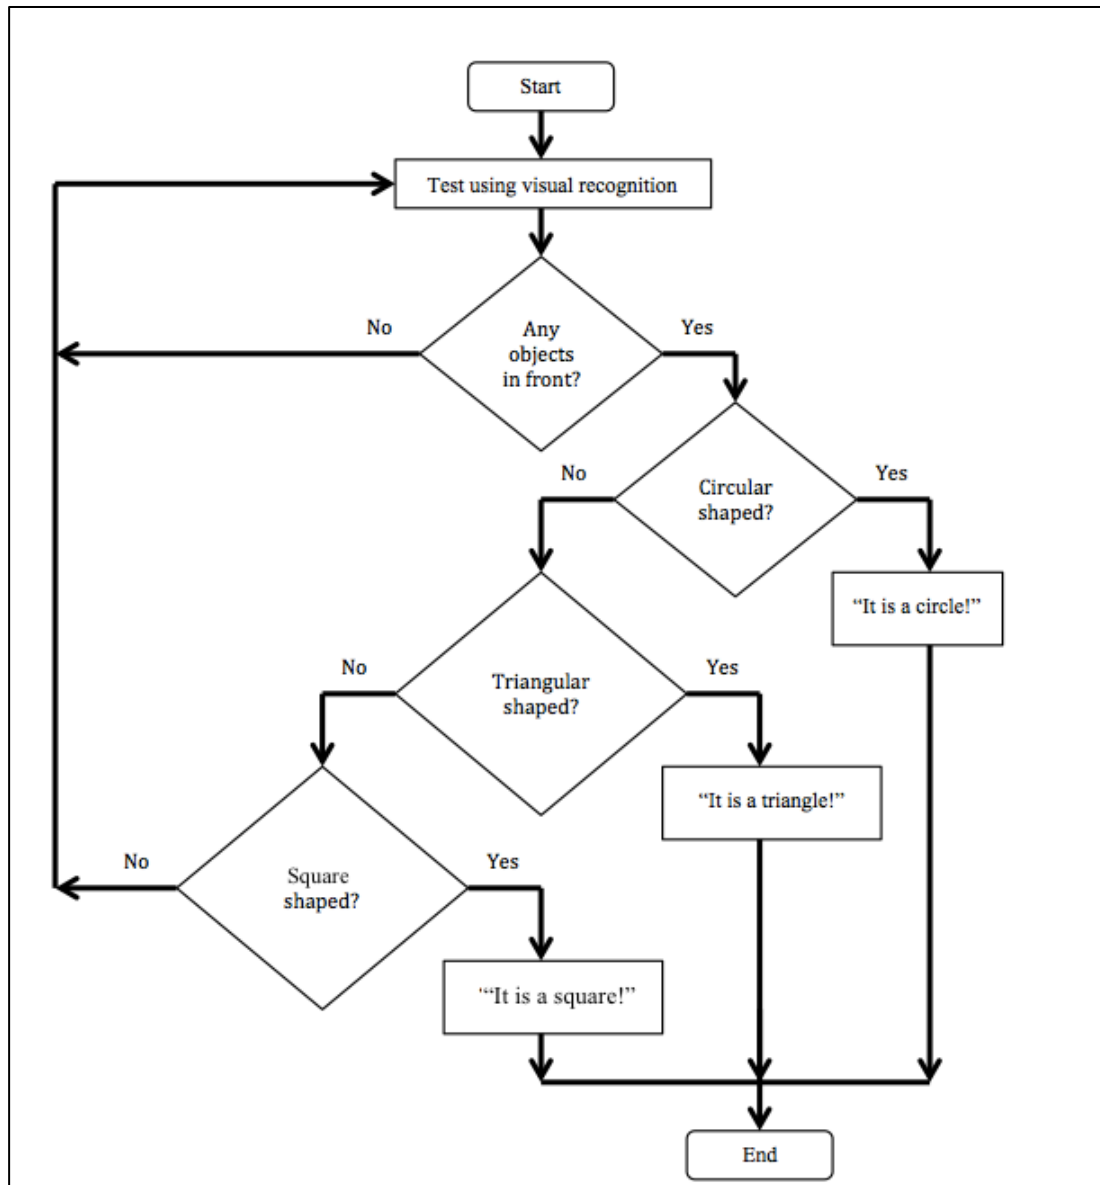 Start
Test using visual recognition
No
Yes
Any
objects
in front?
No
Yes
Circular
shaped?
“It is a circle!”
No
Yes
Triangular
shaped?
“It is a triangle!”
No
Yes
Square
shaped?
'“It is a square!”
End